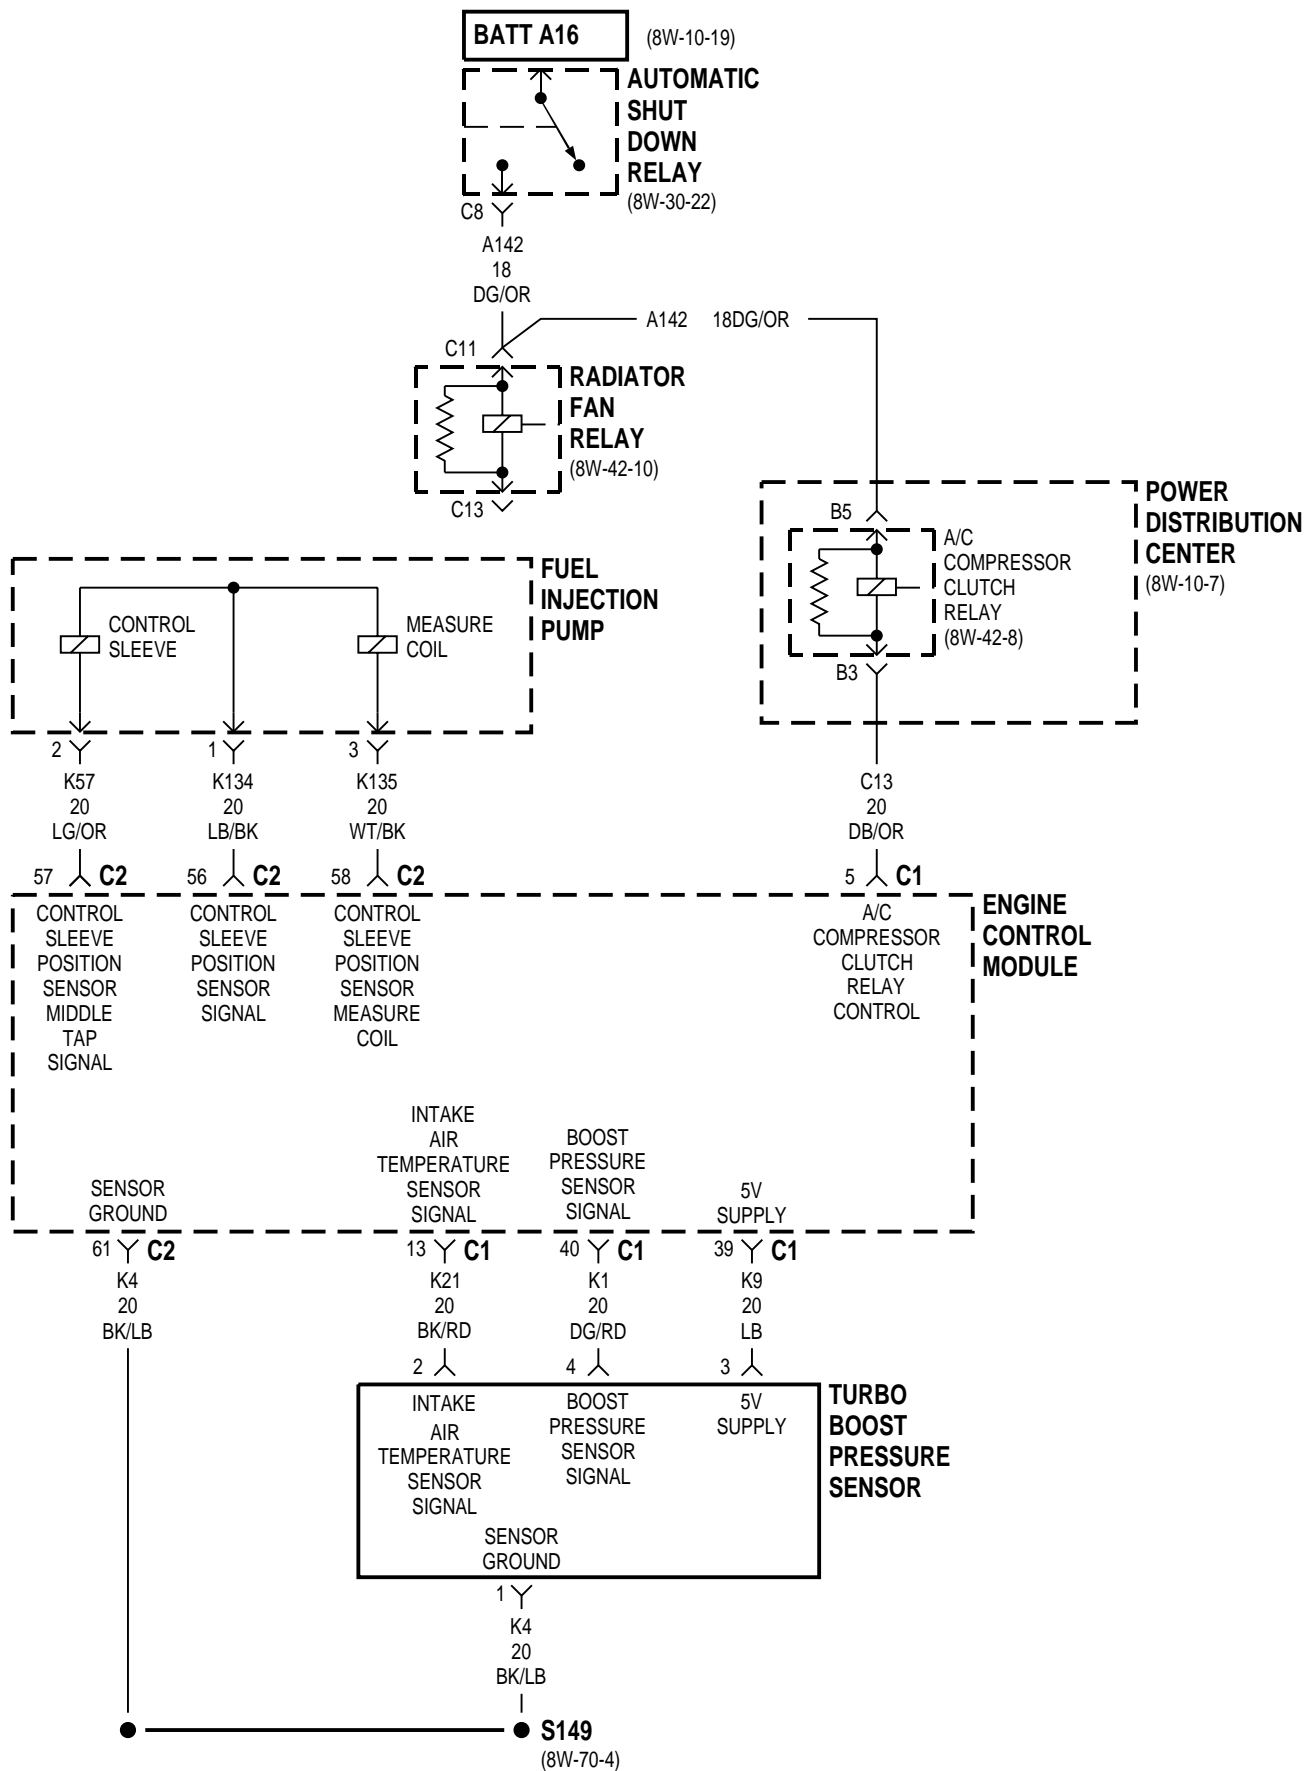 BATT A16
(8W-10-19)
AUTOMATIC
SHUT
DOWN
RELAY
(8W-30-22)
C8
A142
18
DG/OR
A142 18DG/OR
C11
RADIATOR
FAN
RELAY
(8W-42-10)
C13
POWER
DISTRIBUTION
CENTER
(8W-10-7)
B5
A/C
COMPRESSOR
CLUTCH
RELAY
(8W-42-8)
B3
FUEL
INJECTION
PUMP
CONTROL
SLEEVE
MEASURE
COIL
2
1
3
K57
20
LG/OR
K134
20
LB/BK
K135
20
WT/BK
C13
20
DB/OR
57 C2
56 C2
58 C2
5 C1
ENGINE
CONTROL
MODULE
CONTROL
SLEEVE
POSITION
SENSOR
MIDDLE
TAP
SIGNAL
CONTROL
SLEEVE
POSITION
SENSOR
SIGNAL
CONTROL
SLEEVE
POSITION
SENSOR
MEASURE
COIL
A/C
COMPRESSOR
CLUTCH
RELAY
CONTROL
SENSOR
GROUND
INTAKE
AIR
TEMPERATURE
SENSOR
SIGNAL
BOOST
PRESSURE
SENSOR
SIGNAL
5V
SUPPLY
61 C2
13 C1
40 C1
39 C1
K4
20
BK/LB
K21
20
BK/RD
K1
20
DG/RD
K9
20
LB
2
4
3
TURBO
BOOST
PRESSURE
SENSOR
INTAKE
AIR
TEMPERATURE
SENSOR
SIGNAL
BOOST
PRESSURE
SENSOR
SIGNAL
5V
SUPPLY
SENSOR
GROUND
1
K4
20
BK/LB
S149
(8W-70-4)